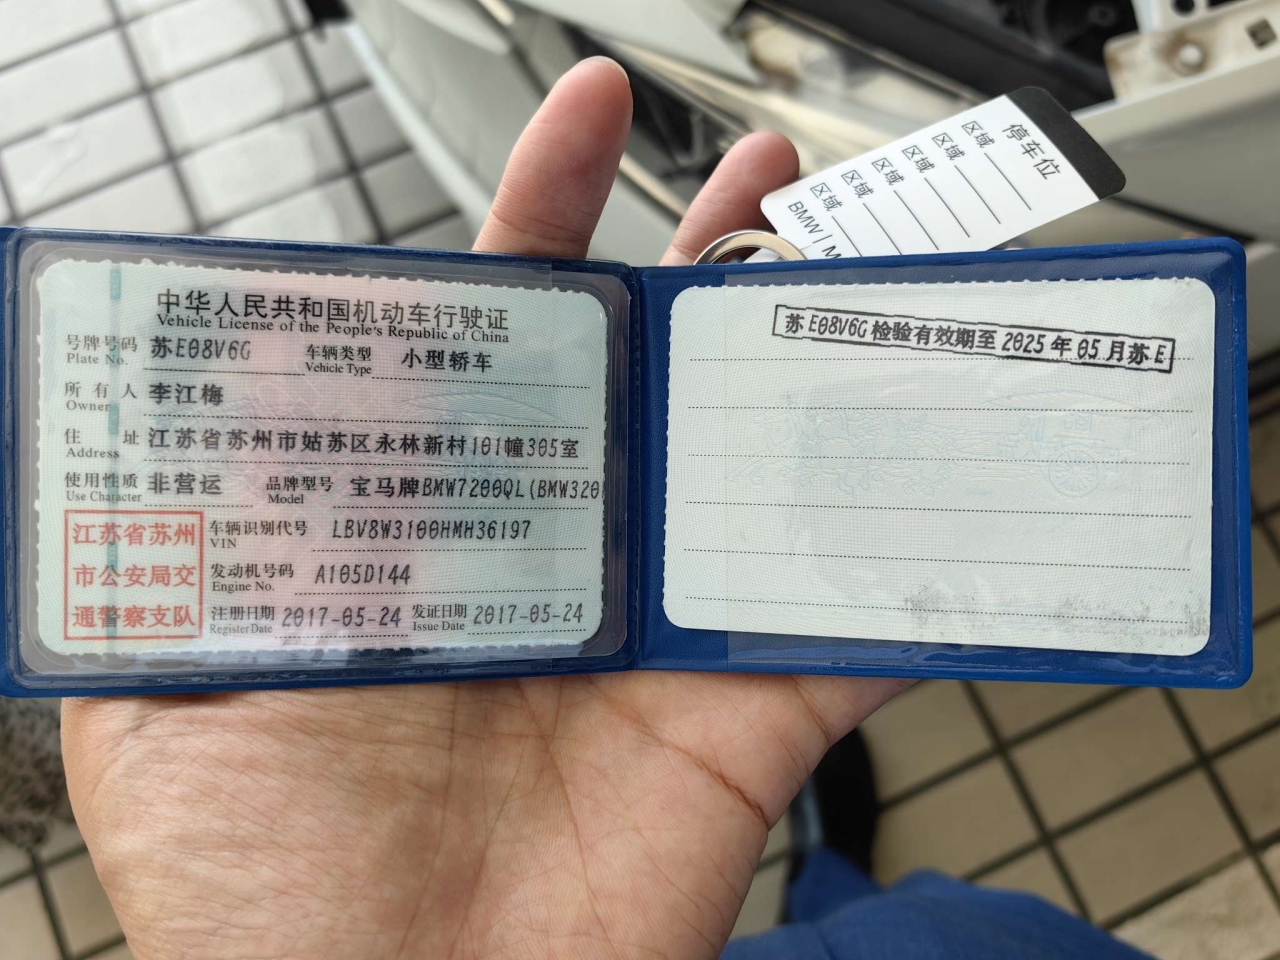 中华人民共和国机动车行驶证
Vehicle License of the People's Republic of China
号牌号码 苏E08V6G 车辆类型 小型轿车
Plate No. Vehicle Type
所有人 李江梅
Owner
住址 江苏省苏州市姑苏区永林新村101幢305室
Address
使用性质 非营运 品牌型号 宝马牌BMW7200QL(BMW320
Use Character Model
江苏省苏州
市公安局交
通警察支队
车辆识别代号 LBV8W3100HMH36197
VIN
发动机号码 A105D144
Engine No.
注册日期 2017-05-24 发证日期 2017-05-24
Register Date Issue Date
苏E08V6G 检验有效期至 2025年05月苏E
停车位
区域
区域
区域
区域
区域
区域
BMW | M